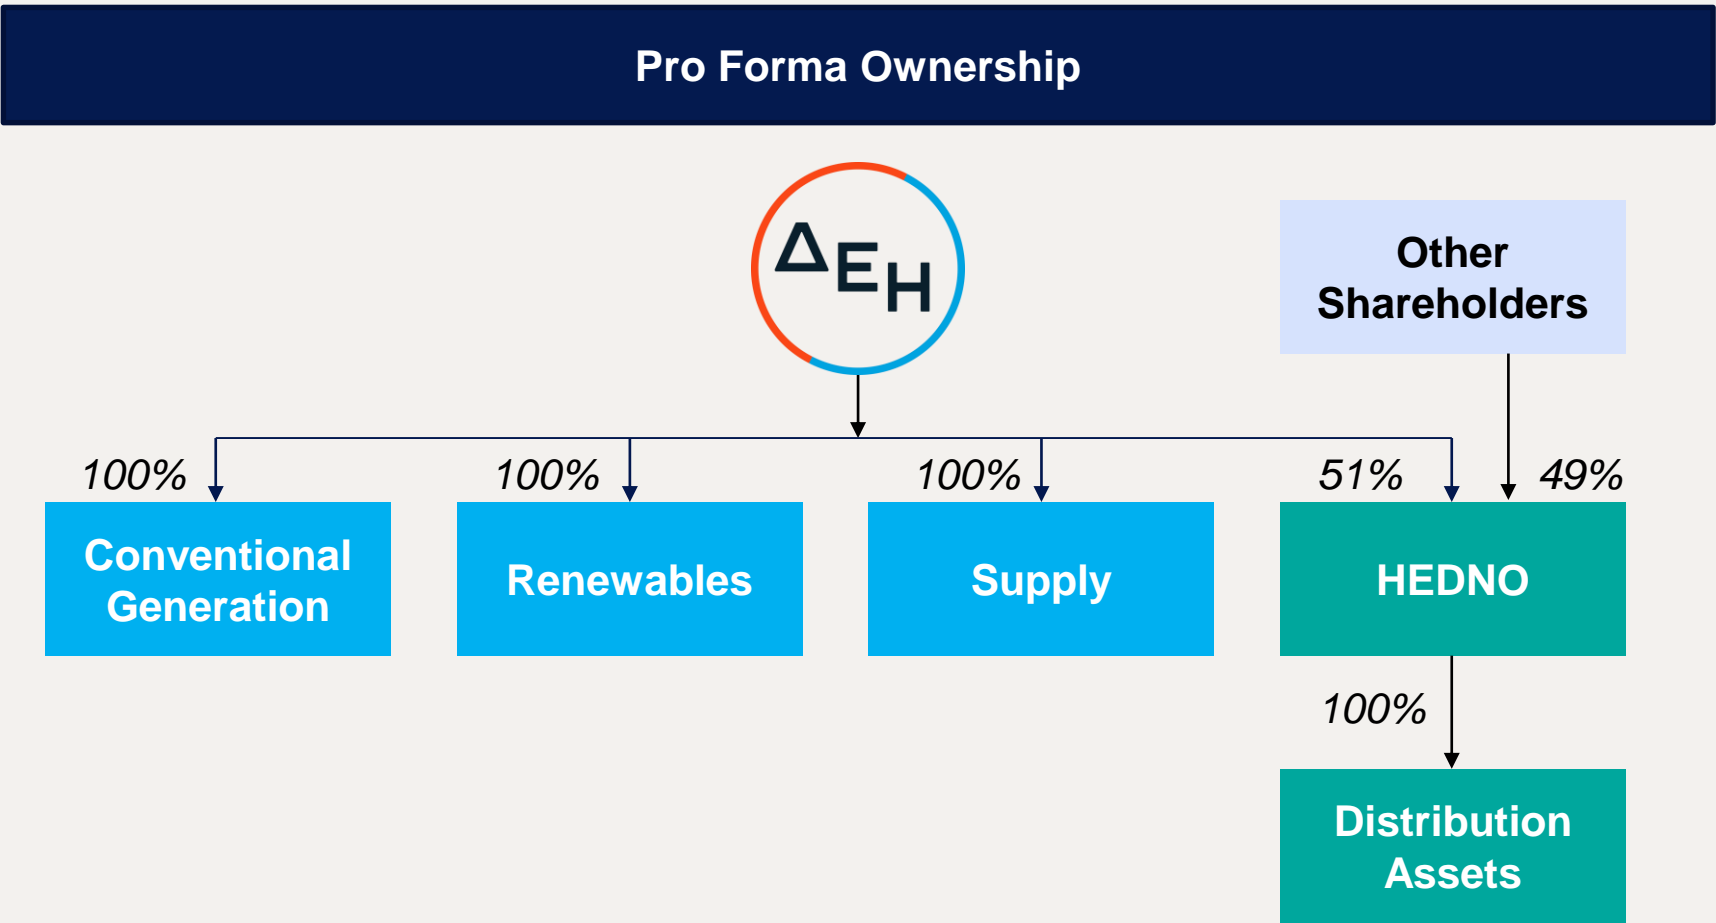 Pro Forma Ownership
ΔΕΗ
Other
Shareholders
100%
100%
100%
51%
49%
Conventional
Generation
Renewables
Supply
HEDNO
100%
Distribution
Assets